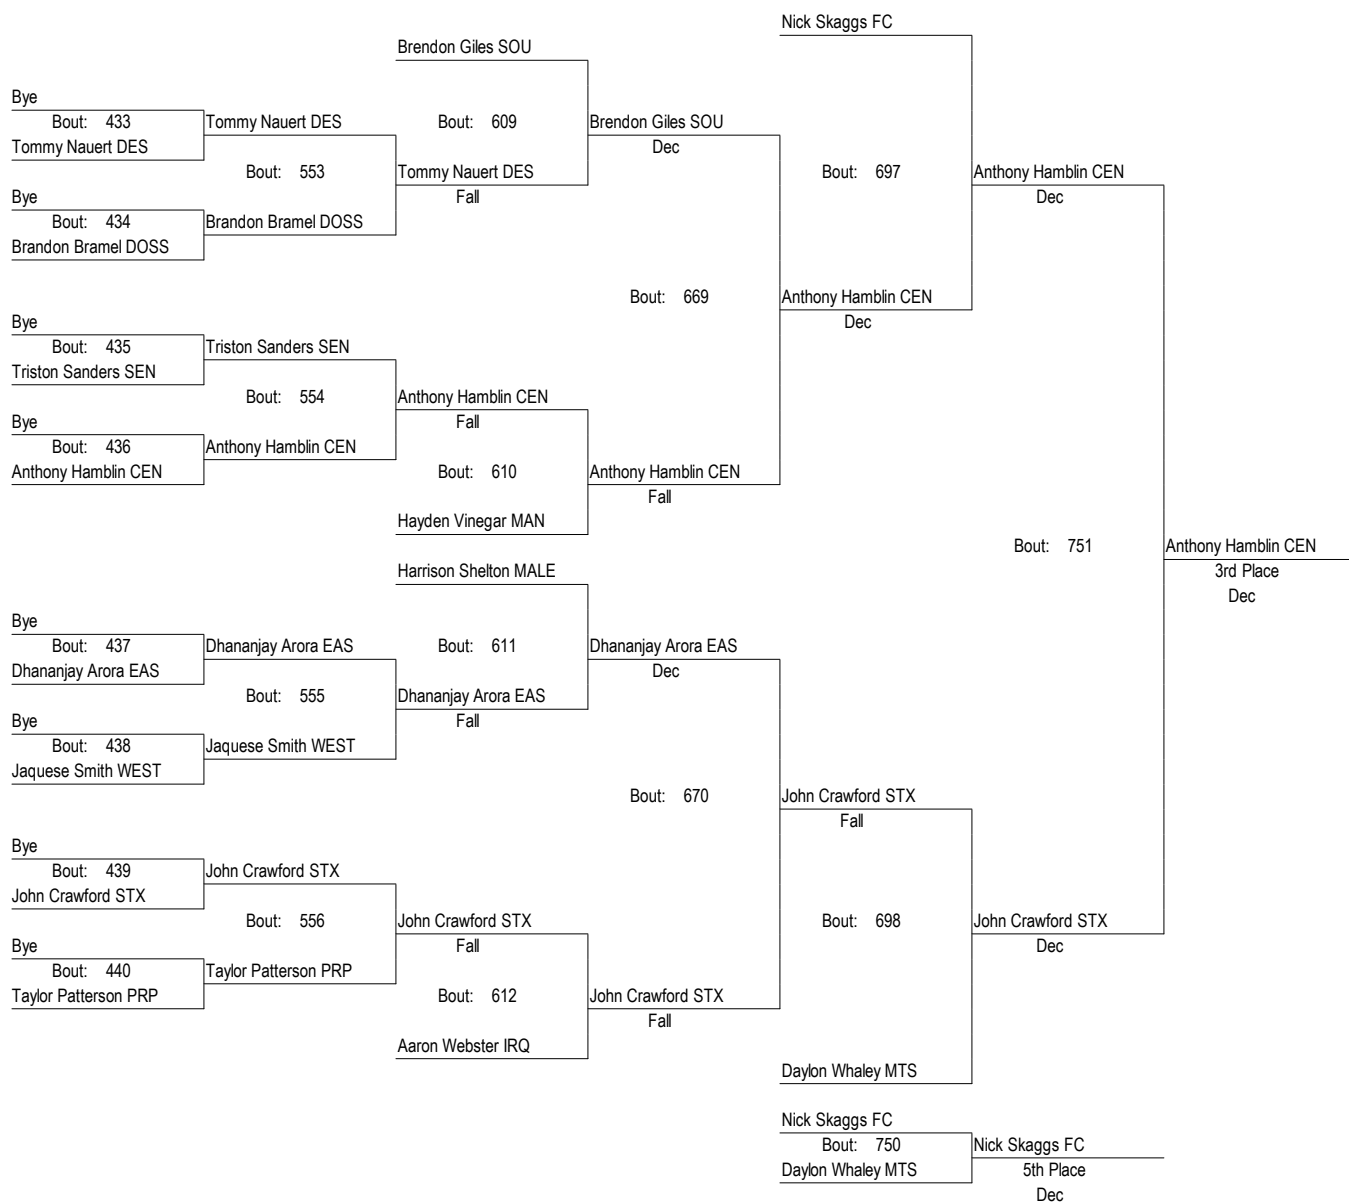 Nick Skaggs FC
Brendon Giles SOU
Bye
Bout: 433
Tommy Nauert DES
Bout: 609
Brendon Giles SOU
Tommy Nauert DES
Dec
Bout: 553
Tommy Nauert DES
Bout: 697
Anthony Hamblin CEN
Bye
Fall
Dec
Bout: 434
Brandon Bramel DOSS
Brandon Bramel DOSS
Bout: 669
Anthony Hamblin CEN
Bye
Dec
Bout: 435
Triston Sanders SEN
Triston Sanders SEN
Bout: 554
Anthony Hamblin CEN
Bye
Fall
Bout: 436
Anthony Hamblin CEN
Anthony Hamblin CEN
Bout: 610
Anthony Hamblin CEN
Fall
Hayden Vinegar MAN
Bout: 751
Anthony Hamblin CEN
Harrison Shelton MALE
3rd Place
Dec
Bye
Bout: 437
Dhananjay Arora EAS
Bout: 611
Dhananjay Arora EAS
Dhananjay Arora EAS
Dec
Bout: 555
Dhananjay Arora EAS
Bye
Fall
Bout: 438
Jaquese Smith WEST
Jaquese Smith WEST
Bout: 670
John Crawford STX
Fall
Bye
Bout: 439
John Crawford STX
John Crawford STX
Bout: 556
John Crawford STX
Bout: 698
John Crawford STX
Bye
Fall
Dec
Bout: 440
Taylor Patterson PRP
Taylor Patterson PRP
Bout: 612
John Crawford STX
Fall
Aaron Webster IRQ
Daylon Whaley MTS
Nick Skaggs FC
Bout: 750
Nick Skaggs FC
Daylon Whaley MTS
5th Place
Dec